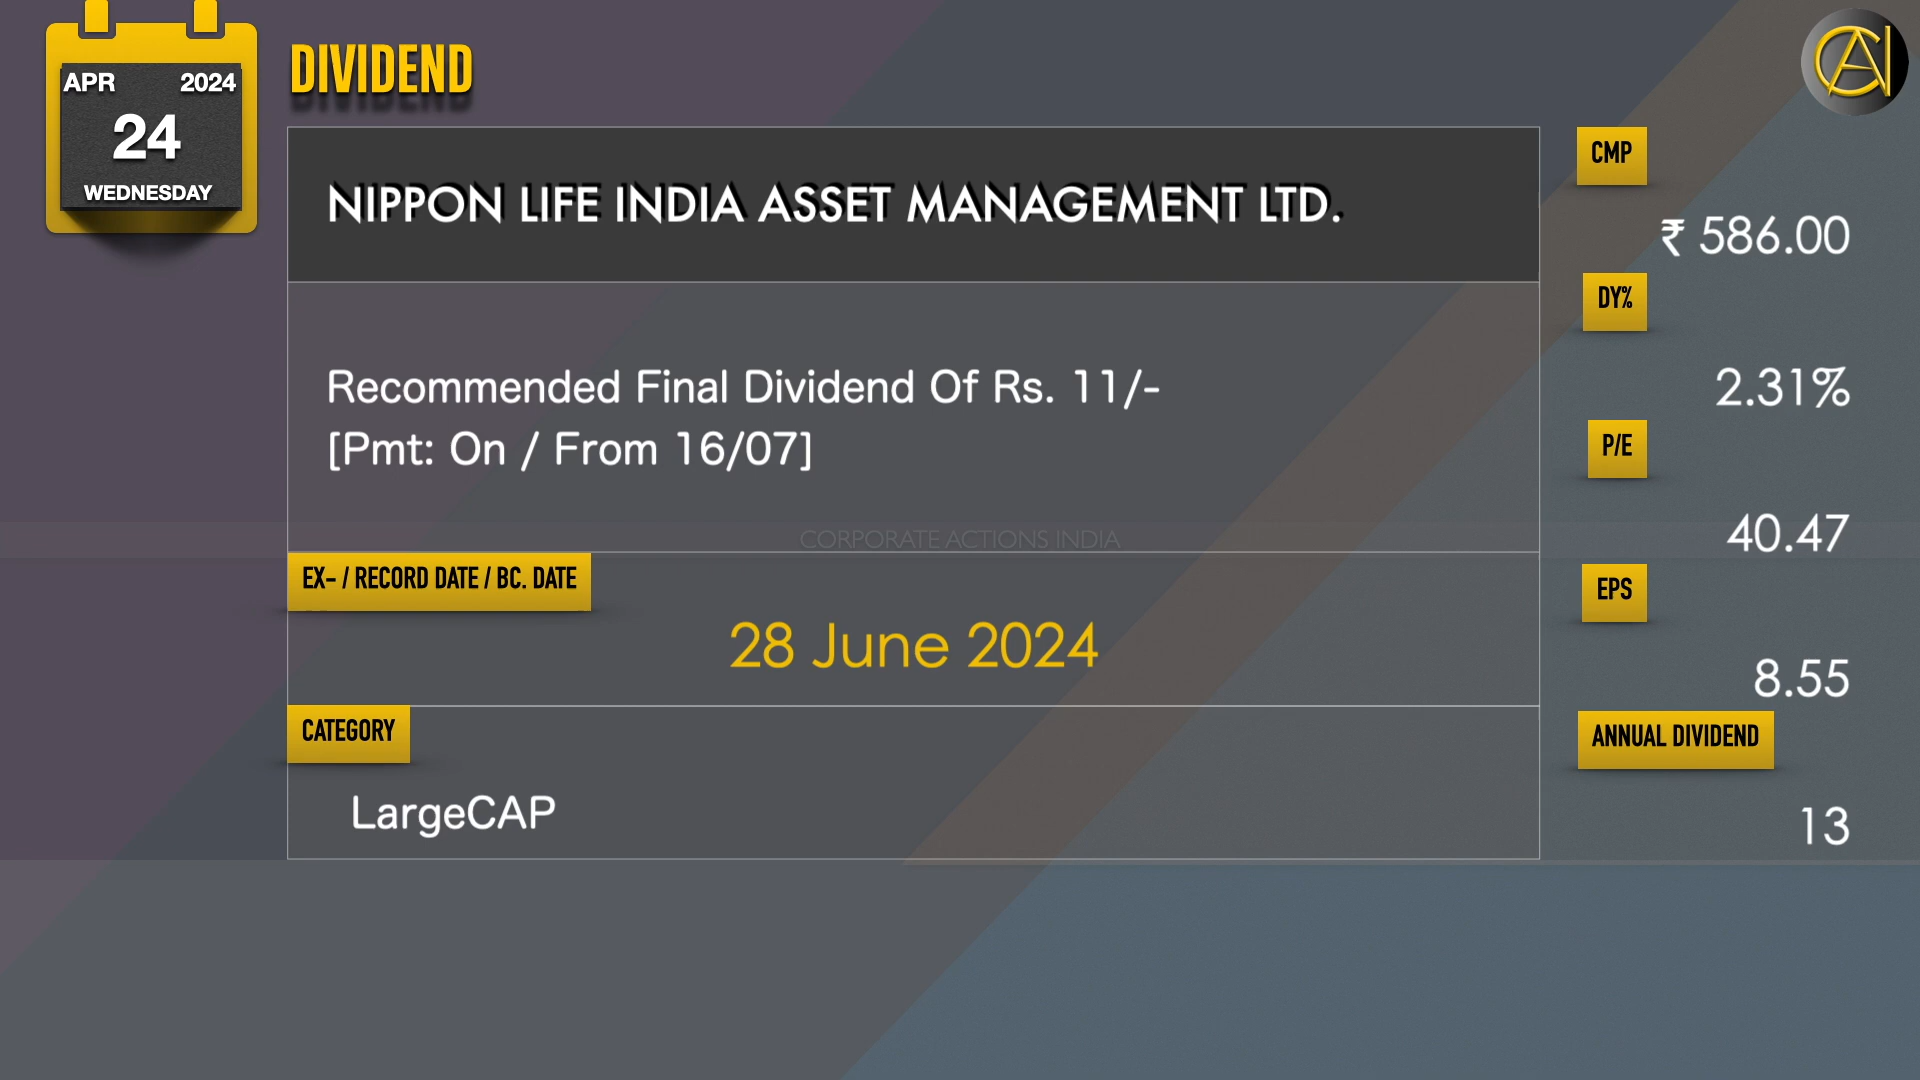 APR 2024
24
WEDNESDAY
DIVIDEND
NIPPON LIFE INDIA ASSET MANAGEMENT LTD.
Recommended Final Dividend Of Rs. 11/-
[Pmt: On / From 16/07]
CORPORATE ACTIONS INDIA
EX- / RECORD DATE / BC. DATE
28 June 2024
CATEGORY
LargeCAP
CAI
CMP
₹ 586.00
DY%
2.31%
P/E
40.47
EPS
8.55
ANNUAL DIVIDEND
13